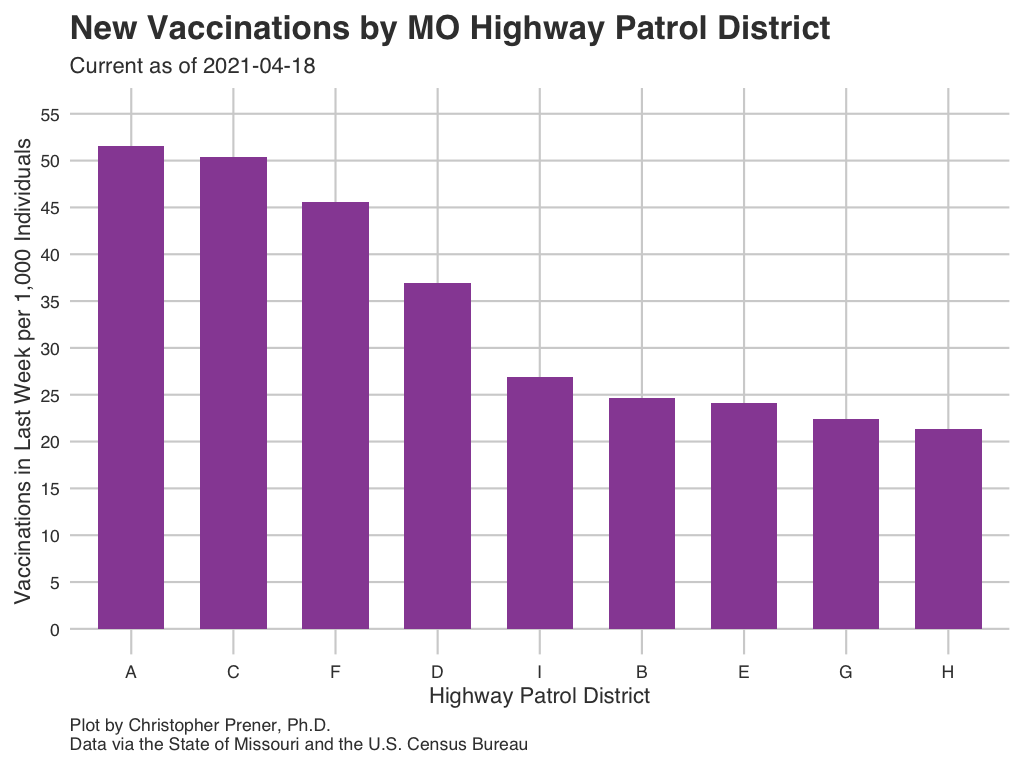 New Vaccinations by MO Highway Patrol District
Current as of 2021-04-18
Vaccinations in Last Week per 1,000 Individuals
55
50
45
40
35
30
25
20
15
10
5
0
A C F D I B E G H
Highway Patrol District
Plot by Christopher Prener, Ph.D.
Data via the State of Missouri and the U.S. Census Bureau